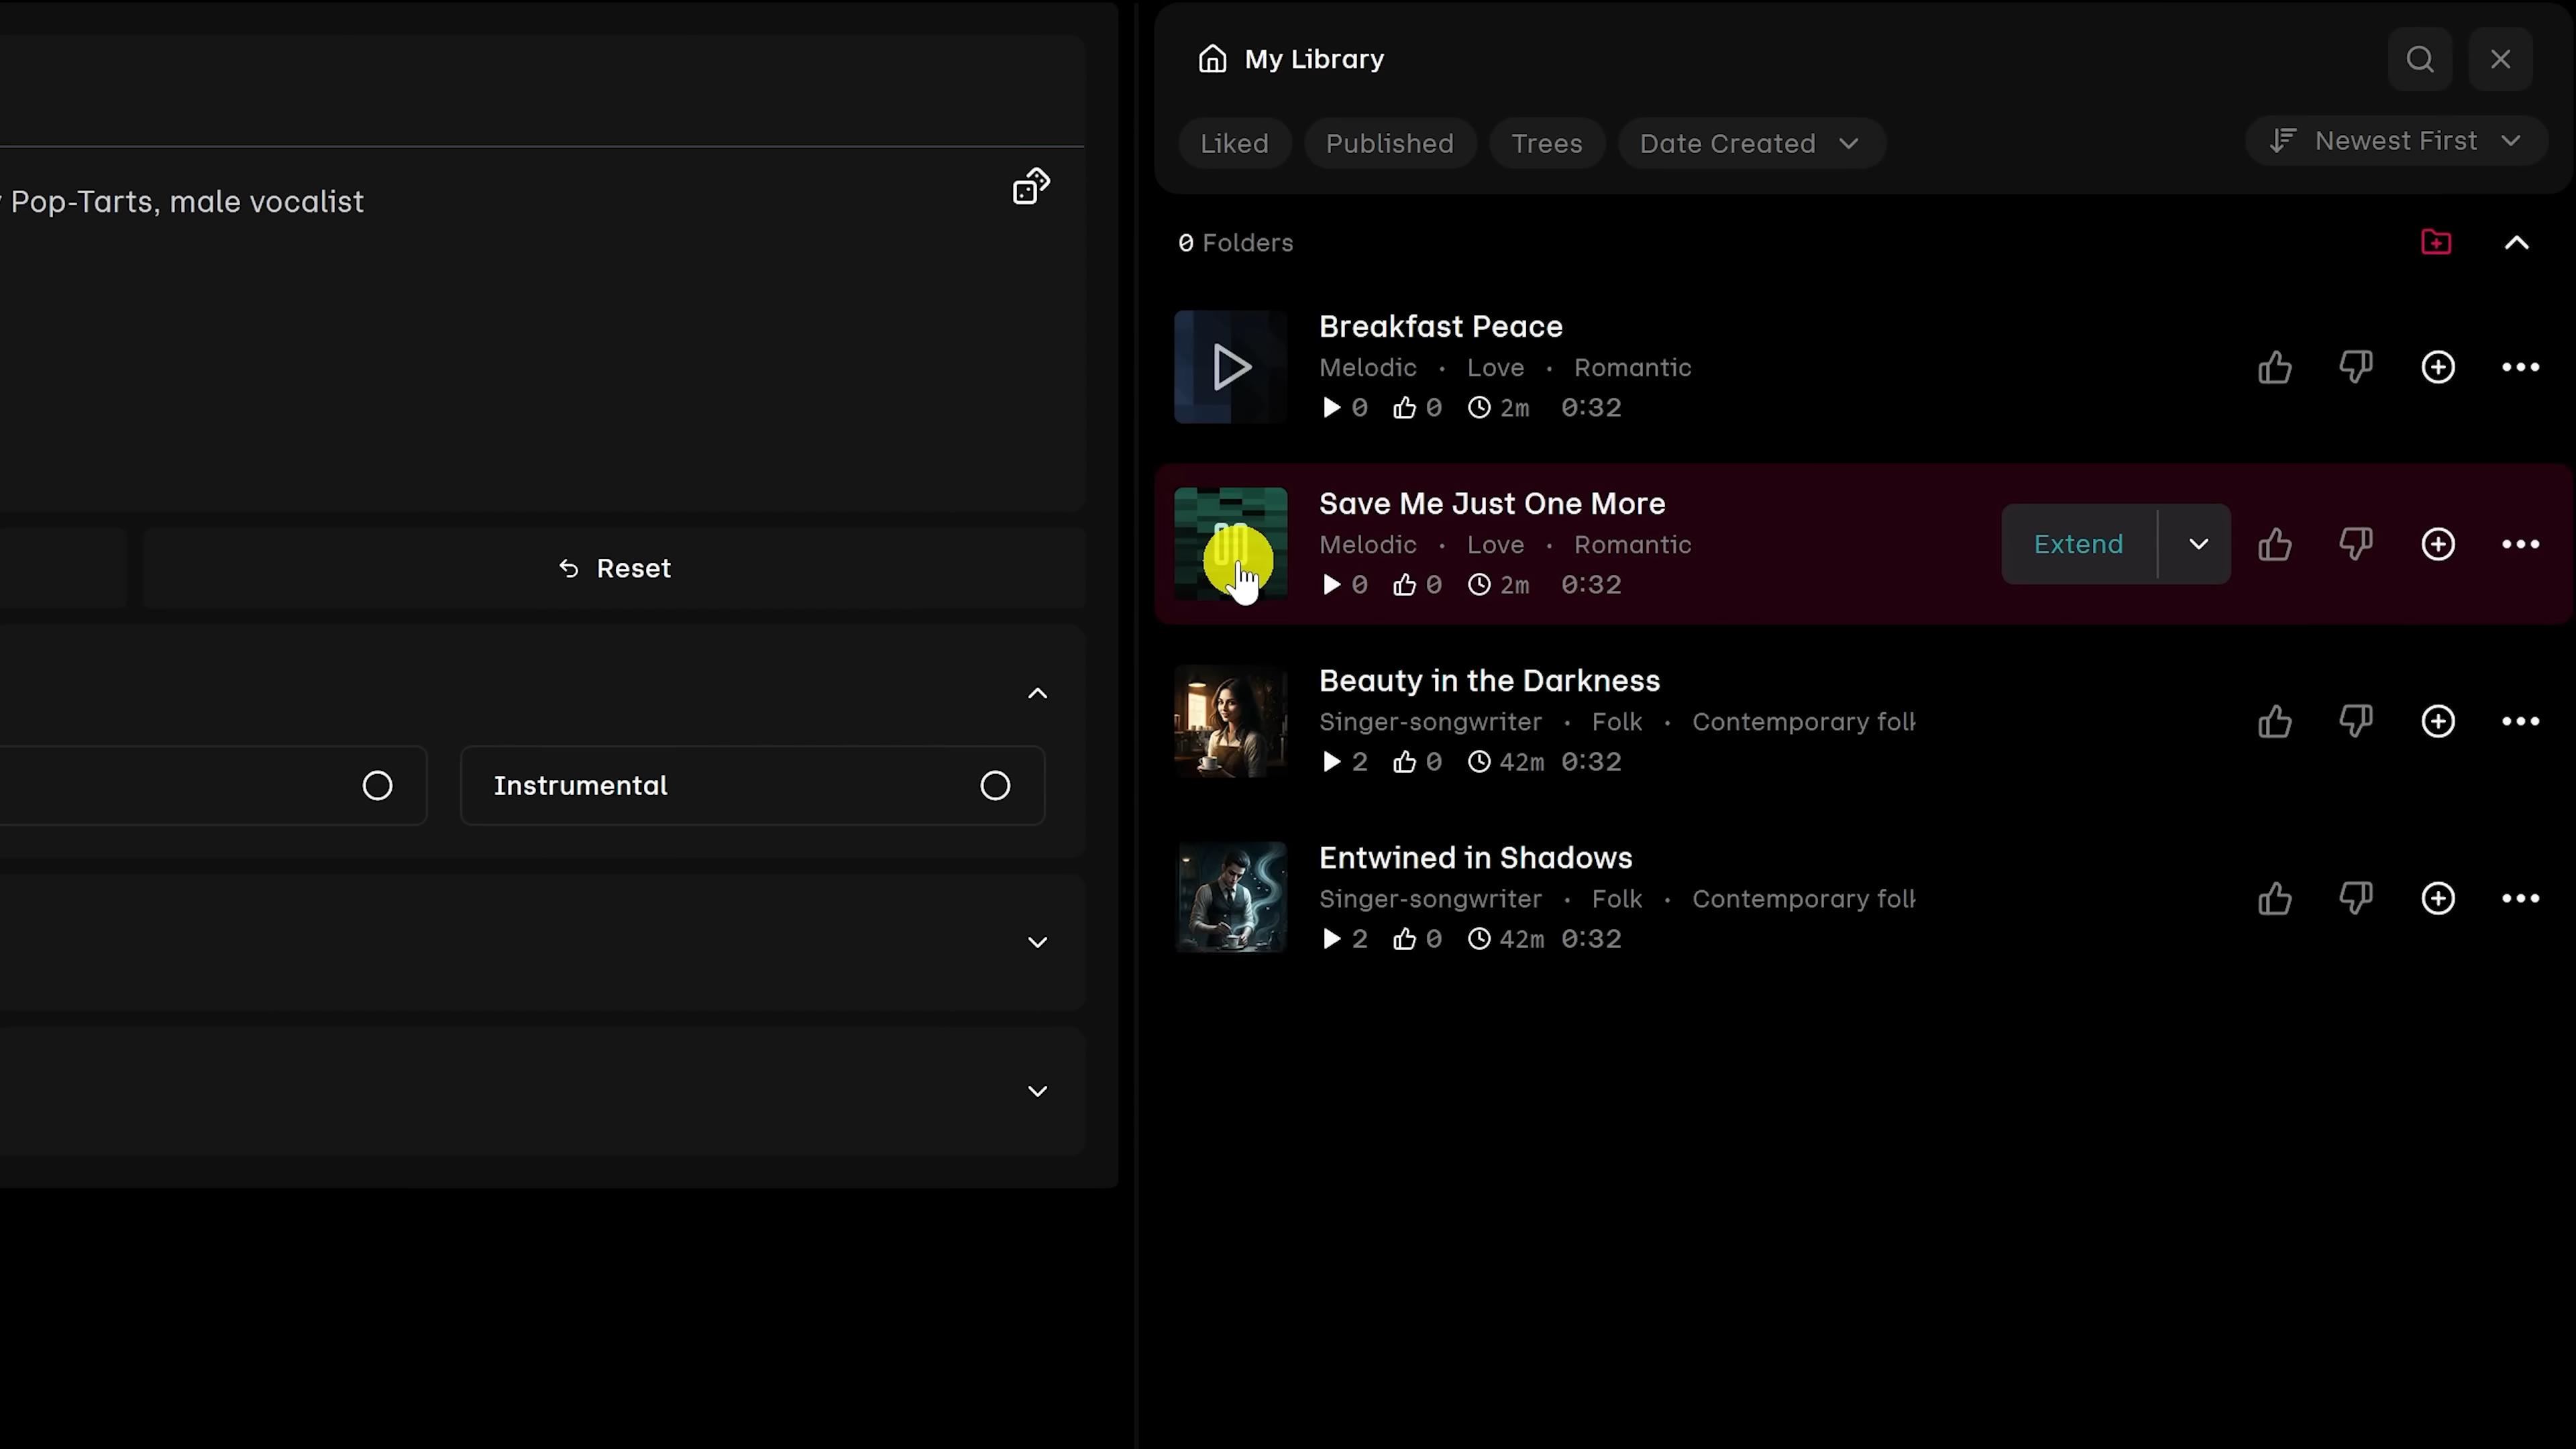 Pop-Tarts, male vocalist
Reset
Instrumental
My Library
Liked
Published
Trees
Date Created
Newest First
0 Folders
Breakfast Peace
Melodic • Love • Romantic
0 0 2m 0:32
Save Me Just One More
Melodic • Love • Romantic
0 0 2m 0:32
Extend
Beauty in the Darkness
Singer-songwriter • Folk • Contemporary
2 0 42m 0:32
Entwined in Shadows
Singer-songwriter • Folk • Contemporary
2 0 42m 0:32